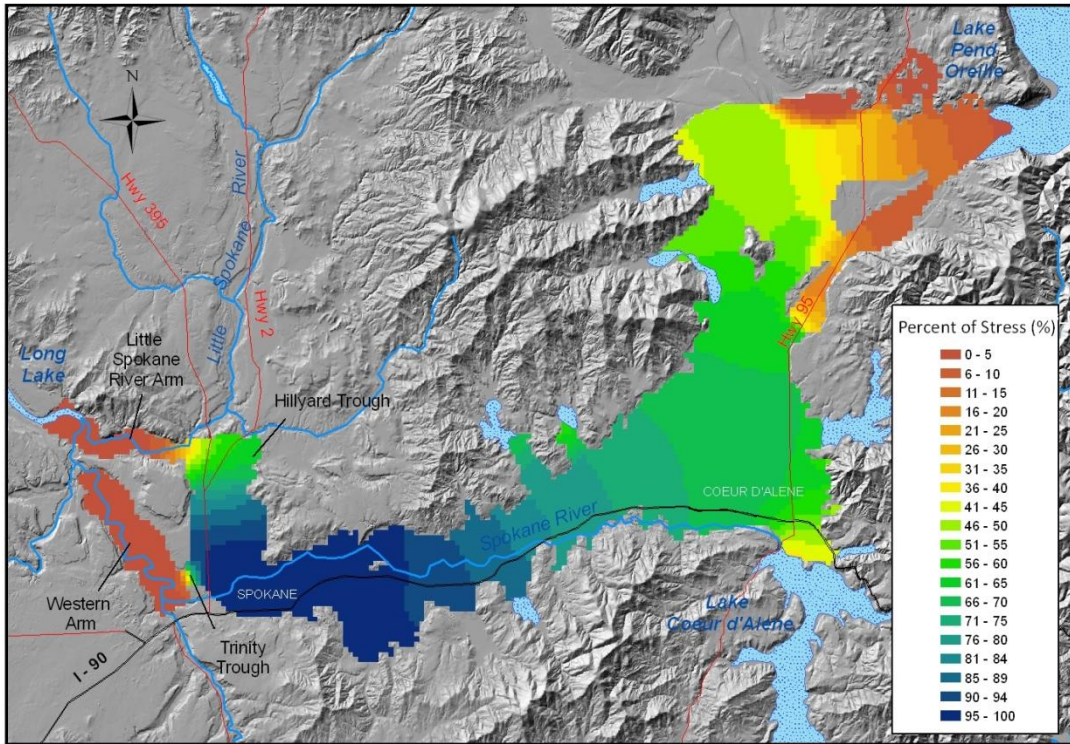 Lake
Pend
Oreille
N
Hwy 395
Little Spokane River
Hwy 2
Hwy 95
Long
Lake
Little
Spokane
River Arm
Hillyard Trough
COEUR D'ALENE
Spokane River
SPOKANE
Western
Arm
Trinity
Trough
I - 90
Lake
Coeur d'Alene
Percent of Stress (%)
0 - 5
6 - 10
11 - 15
16 - 20
21 - 25
26 - 30
31 - 35
36 - 40
41 - 45
46 - 50
51 - 55
56 - 60
61 - 65
66 - 70
71 - 75
76 - 80
81 - 84
85 - 89
90 - 94
95 - 100